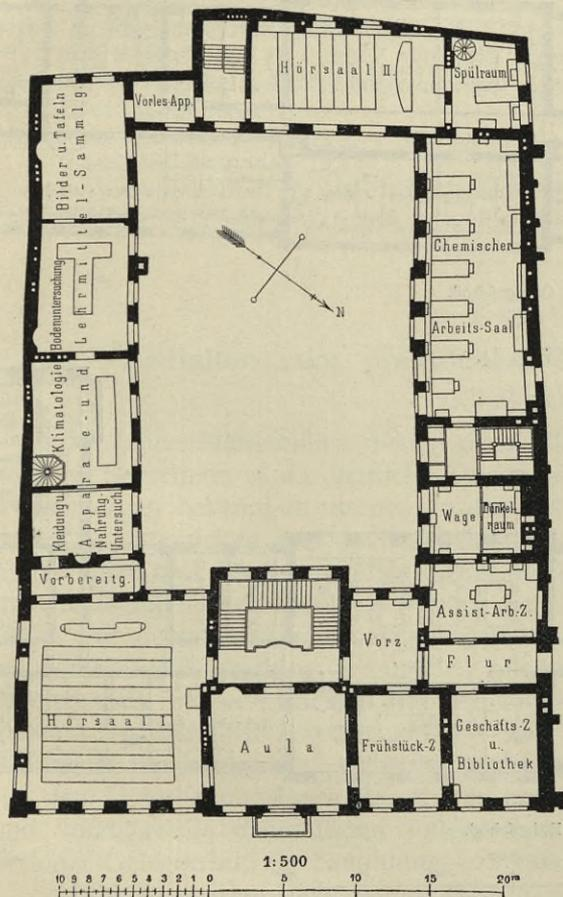 Hörsaal II.
Spülraum
Vorles-App.
Bilder u. Tafeln
Lehrmittel-Sammlg.
Bodenuntersuchung
Klimatologie
Apparate- und
Kleidung u.
Nahrung-
Untersuch.
Vorbereitg.
Chemischer
Arbeits-Saal
N
Wage
Dunkel-
raum
Assist-Arb-Z.
Vorz.
Flur
Hörsaal I
Aula
Frühstück-Z
Geschäfts-Z
u.
Bibliothek
1:500
10 9 8 7 6 5 4 3 2 1 0 5 10 15 20m